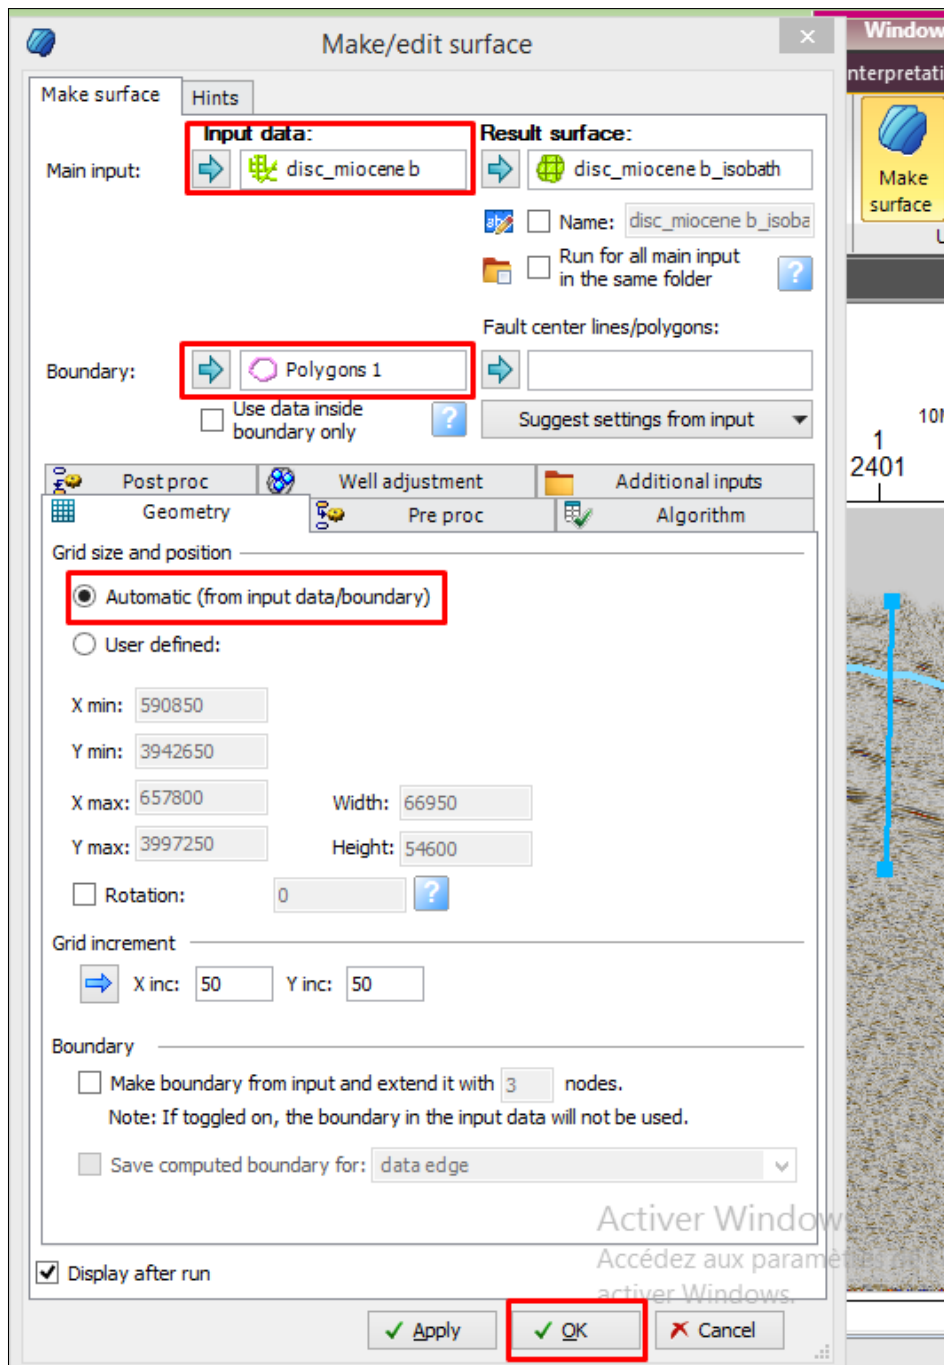 Make/edit surface
Window
Make surface
Hints
nterpretati
Input data:
Result surface:
Main input:
disc_miocene b
disc_miocene b_isobath
Make
surface
Name:
disc_miocene b_isoba
Run for all main input
in the same folder
?
Fault center lines/polygons:
Boundary:
Polygons 1
Use data inside
boundary only
?
Suggest settings from input
1
2401
Post proc
Well adjustment
Additional inputs
Geometry
Pre proc
Algorithm
Grid size and position
Automatic (from input data/boundary)
User defined:
X min: 590850
Y min: 3942650
X max: 657800
Width: 66950
Y max: 3997250
Height: 54600
Rotation: 0 ?
Grid increment
X inc: 50 Y inc: 50
Boundary
Make boundary from input and extend it with 3 nodes.
Note: If toggled on, the boundary in the input data will not be used.
Save computed boundary for: data edge
Activer Window
Accédez aux paramèt
activer Windows.
Display after run
Apply
OK
Cancel